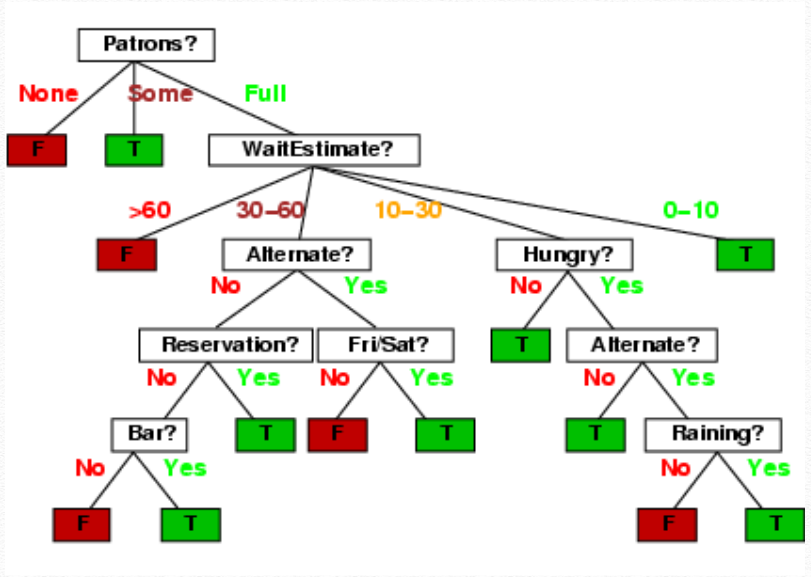 Patrons?
None Some Full
F T WaitEstimate?
>60 30–60 10–30 0–10
F Alternate? Hungry? T
No Yes No Yes
Reservation? Fri/Sat? T Alternate?
No Yes No Yes No Yes
Bar? T F T T Raining?
No Yes No Yes
F T F T